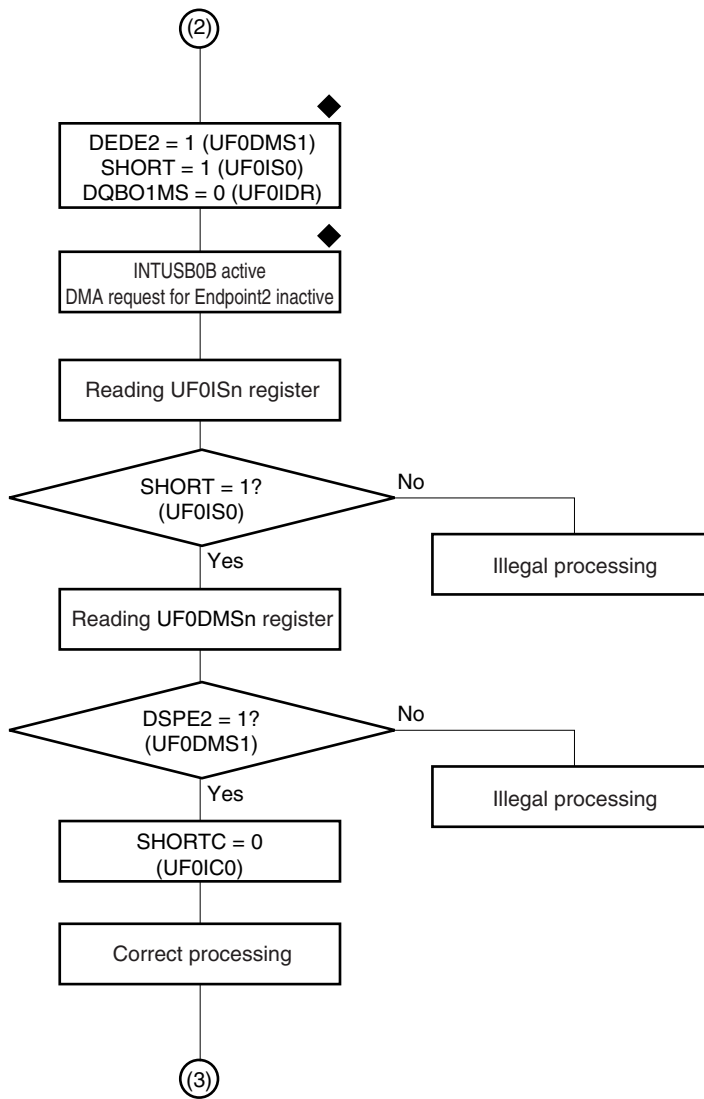 (2)
DEDE2 = 1 (UF0DMS1)
SHORT = 1 (UF0IS0)
DQBO1MS = 0 (UF0IDR)
INTUSB0B active
DMA request for Endpoint2 inactive
Reading UF0ISn register
SHORT = 1?
(UF0IS0)
No
Illegal processing
Yes
Reading UF0DMSn register
DSPE2 = 1?
(UF0DMS1)
No
Illegal processing
Yes
SHORTC = 0
(UF0IC0)
Correct processing
(3)